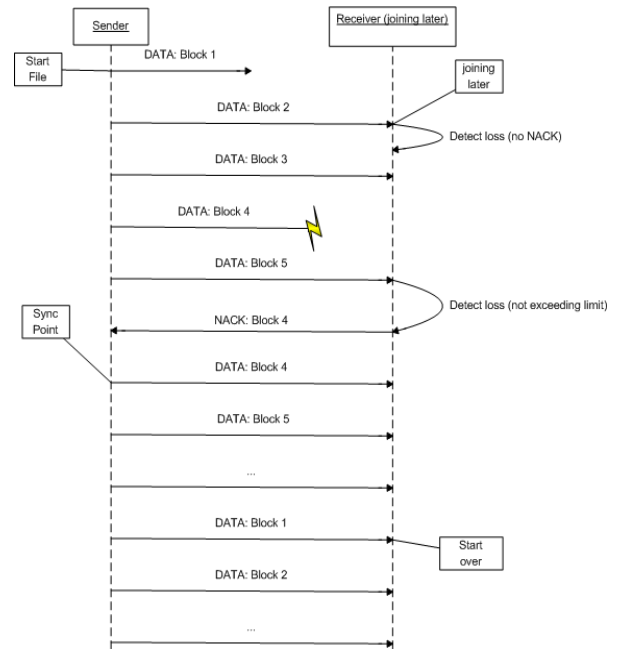 Sender
Receiver (joining later)
Start
File
DATA: Block 1
joining
later
DATA: Block 2
Detect loss (no NACK)
DATA: Block 3
DATA: Block 4
DATA: Block 5
Detect loss (not exceeding limit)
Sync
Point
NACK: Block 4
DATA: Block 4
DATA: Block 5
...
DATA: Block 1
Start
over
DATA: Block 2
...